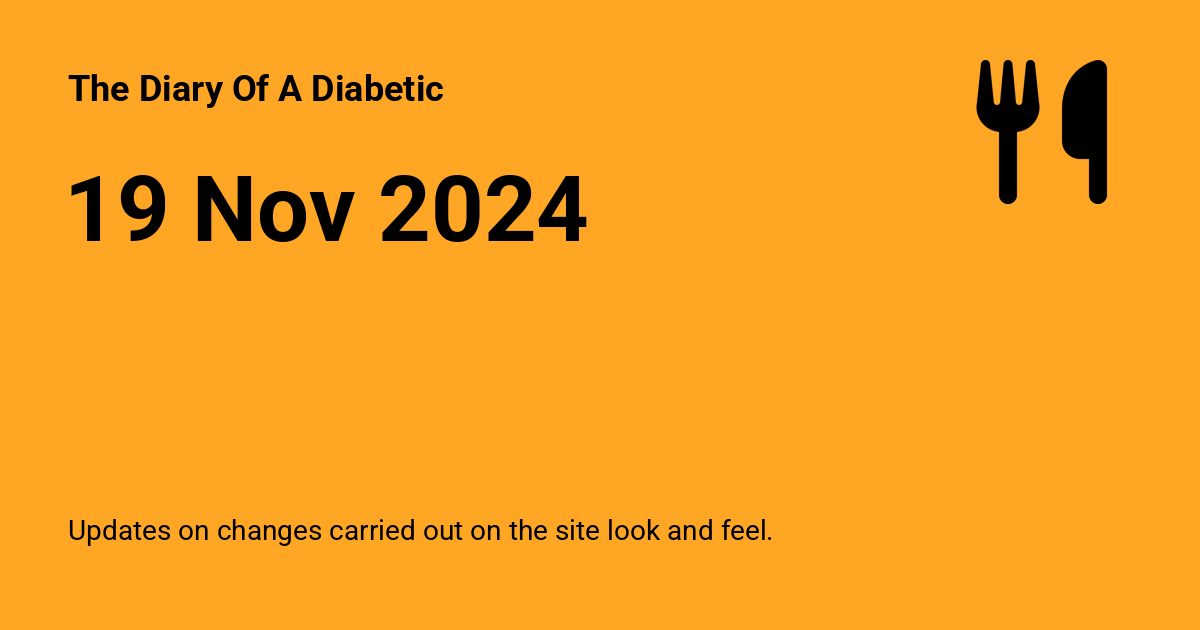 The Diary Of A Diabetic
19 Nov 2024
Updates on changes carried out on the site look and feel.